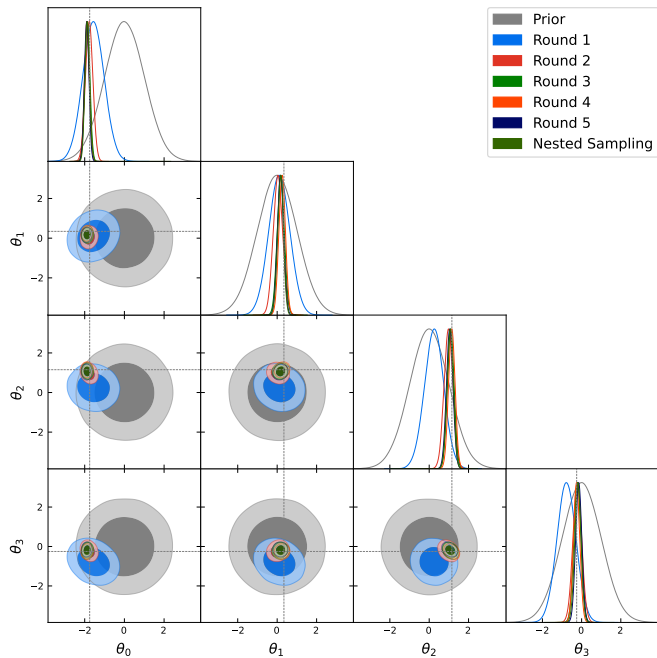 Prior
Round 1
Round 2
Round 3
Round 4
Round 5
Nested Sampling
2
0
−2
θ₁
2
0
−2
θ₂
2
0
−2
θ₃
−2 0 2
−2 0 2
−2 0 2
−2 0 2
θ₀ θ₁ θ₂ θ₃